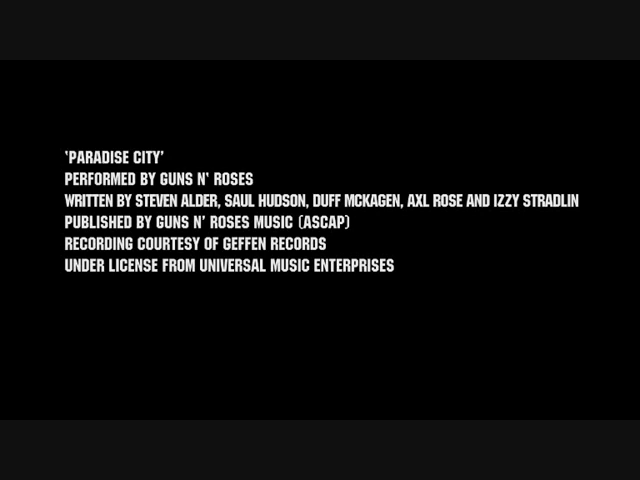 'PARADISE CITY'
PERFORMED BY GUNS N' ROSES
WRITTEN BY STEVEN ALDER, SAUL HUDSON, DUFF MCKAGEN, AXL ROSE AND IZZY STRADLIN
PUBLISHED BY GUNS N' ROSES MUSIC (ASCAP)
RECORDING COURTESY OF GEFFEN RECORDS
UNDER LICENSE FROM UNIVERSAL MUSIC ENTERPRISES